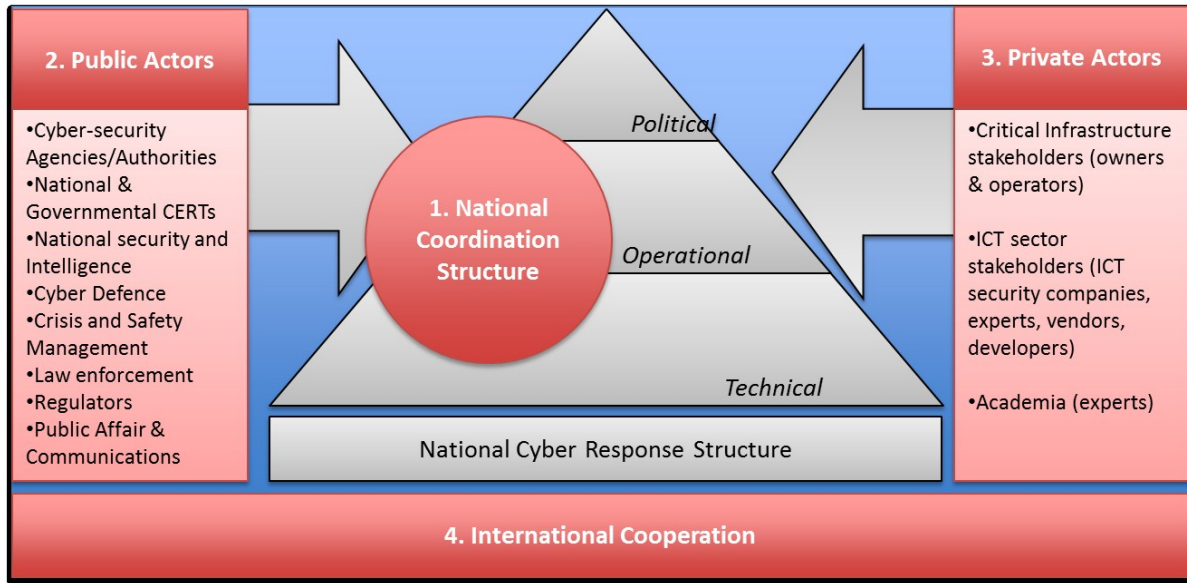 2. Public Actors
•Cyber-security
Agencies/Authorities
•National &
Governmental CERTs
•National security and
Intelligence
•Cyber Defence
•Crisis and Safety
Management
•Law enforcement
•Regulators
•Public Affair &
Communications
Political
1. National
Coordination
Structure
Operational
Technical
National Cyber Response Structure
3. Private Actors
•Critical Infrastructure
stakeholders (owners
& operators)
•ICT sector
stakeholders (ICT
security companies,
experts, vendors,
developers)
•Academia (experts)
4. International Cooperation